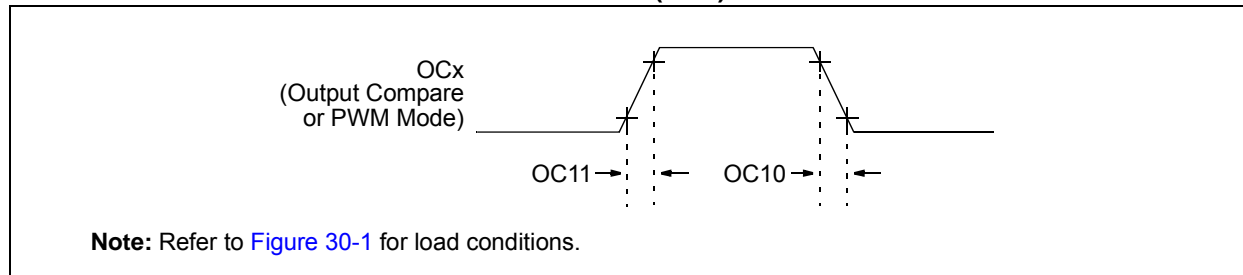 OCx
(Output Compare
or PWM Mode)
OC11
OC10
Note: Refer to Figure 30-1 for load conditions.